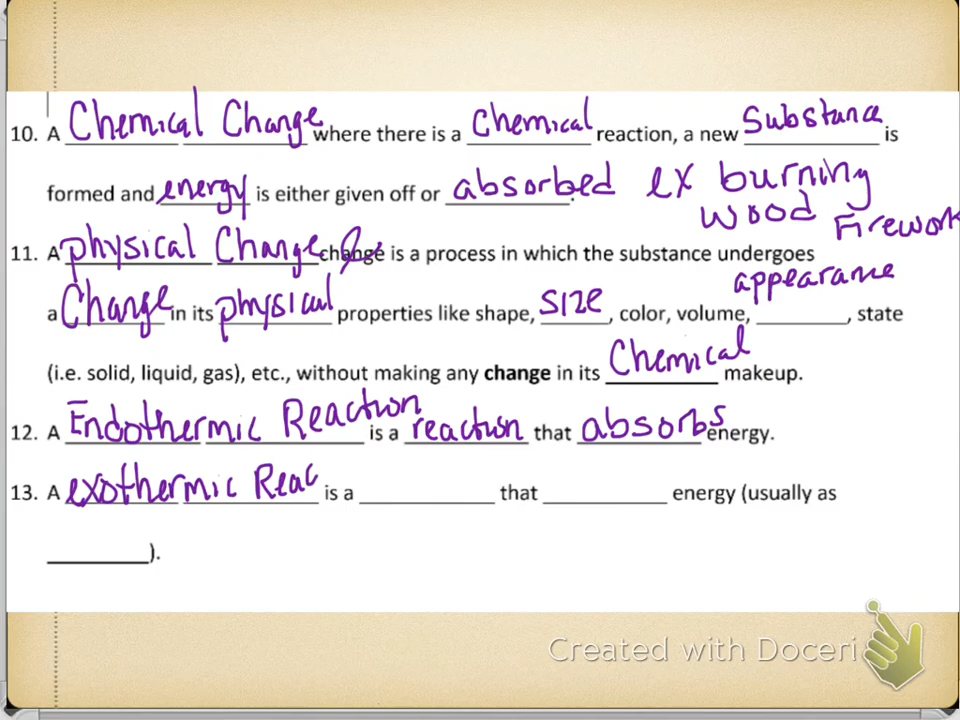 10. A Chemical Change where there is a Chemical reaction, a new Substance is
formed and energy is either given off or absorbed. ex burning
wood Firework
11. A physical Change change is a process in which the substance undergoes
appearance
a Change in its physical properties like shape, SIZE, color, volume, ________, state
(i.e. solid, liquid, gas), etc., without making any change in its Chemical makeup.
12. A Endothermic Reaction is a reaction that absorbs energy.
13. A exothermic Reac is a ________ that ________ energy (usually as
________).
Created with Doceri